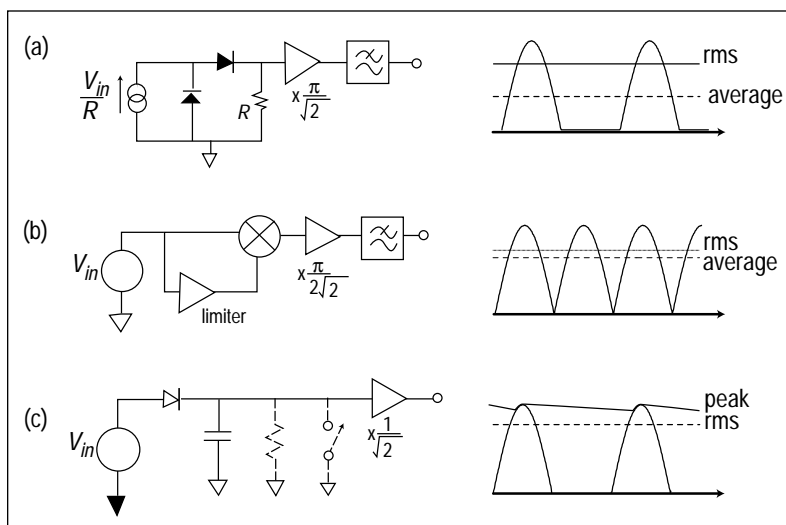 (a)
V_in/R
R
x π/√2
rms
average
(b)
V_in
limiter
x π/2√2
rms
average
(c)
V_in
x 1/√2
peak
rms